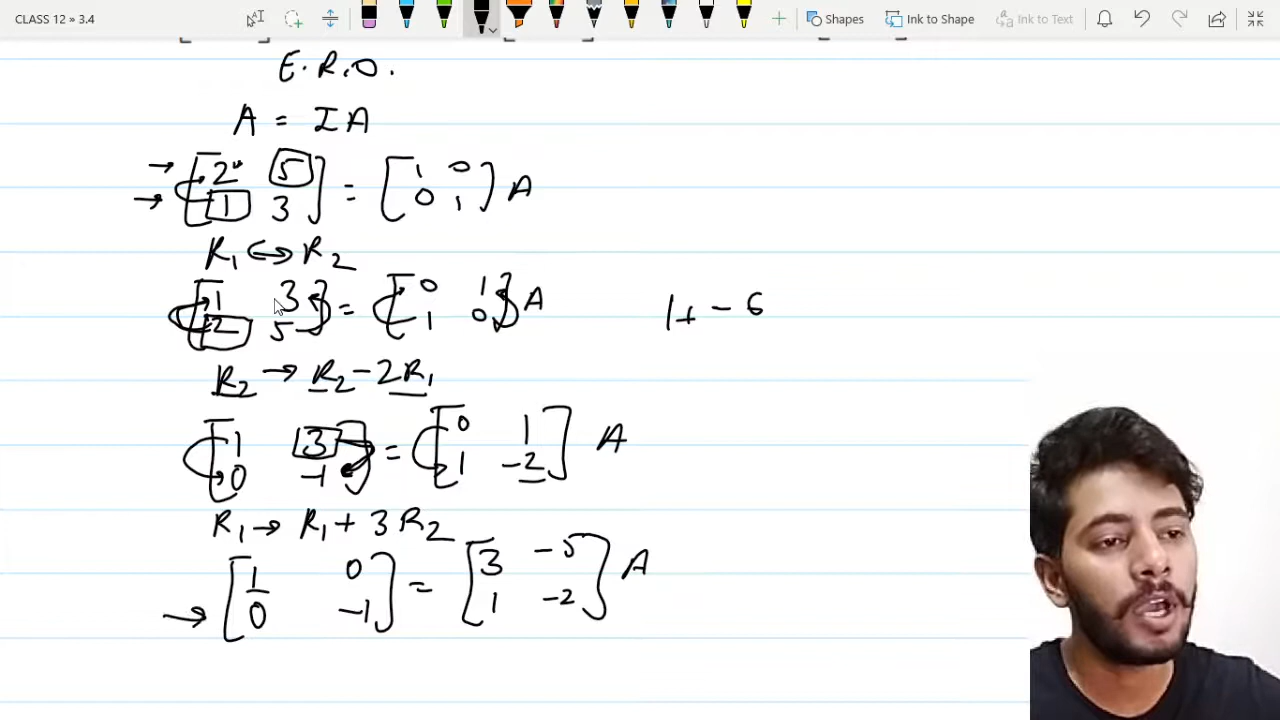 CLASS 12 » 3.4 Shapes Ink to Shape Ink to Text
E.R.O.
A = IA
[2 5] = [1 0] A
[1 3] [0 1]
R1 ↔ R2
[1 3] = [0 1] A 1+ -6
[2 5] [1 0]
R2 → R2 - 2R1
[1 3] = [0 1] A
[0 -1] [1 -2]
R1 → R1 + 3R2
[1 0] = [3 -5] A
→ [0 -1] [1 -2]